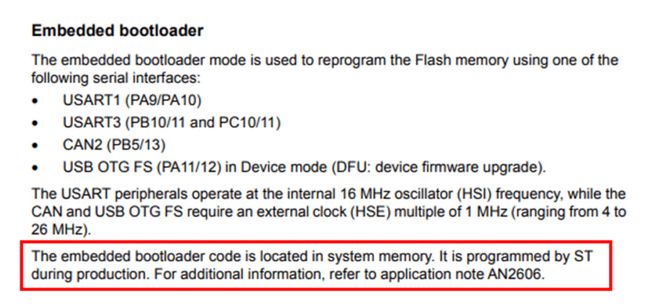 Embedded bootloader
The embedded bootloader mode is used to reprogram the Flash memory using one of the
following serial interfaces:
• USART1 (PA9/PA10)
• USART3 (PB10/11 and PC10/11)
• CAN2 (PB5/13)
• USB OTG FS (PA11/12) in Device mode (DFU: device firmware upgrade).
The USART peripherals operate at the internal 16 MHz oscillator (HSI) frequency, while the
CAN and USB OTG FS require an external clock (HSE) multiple of 1 MHz (ranging from 4 to
26 MHz).
The embedded bootloader code is located in system memory. It is programmed by ST
during production. For additional information, refer to application note AN2606.